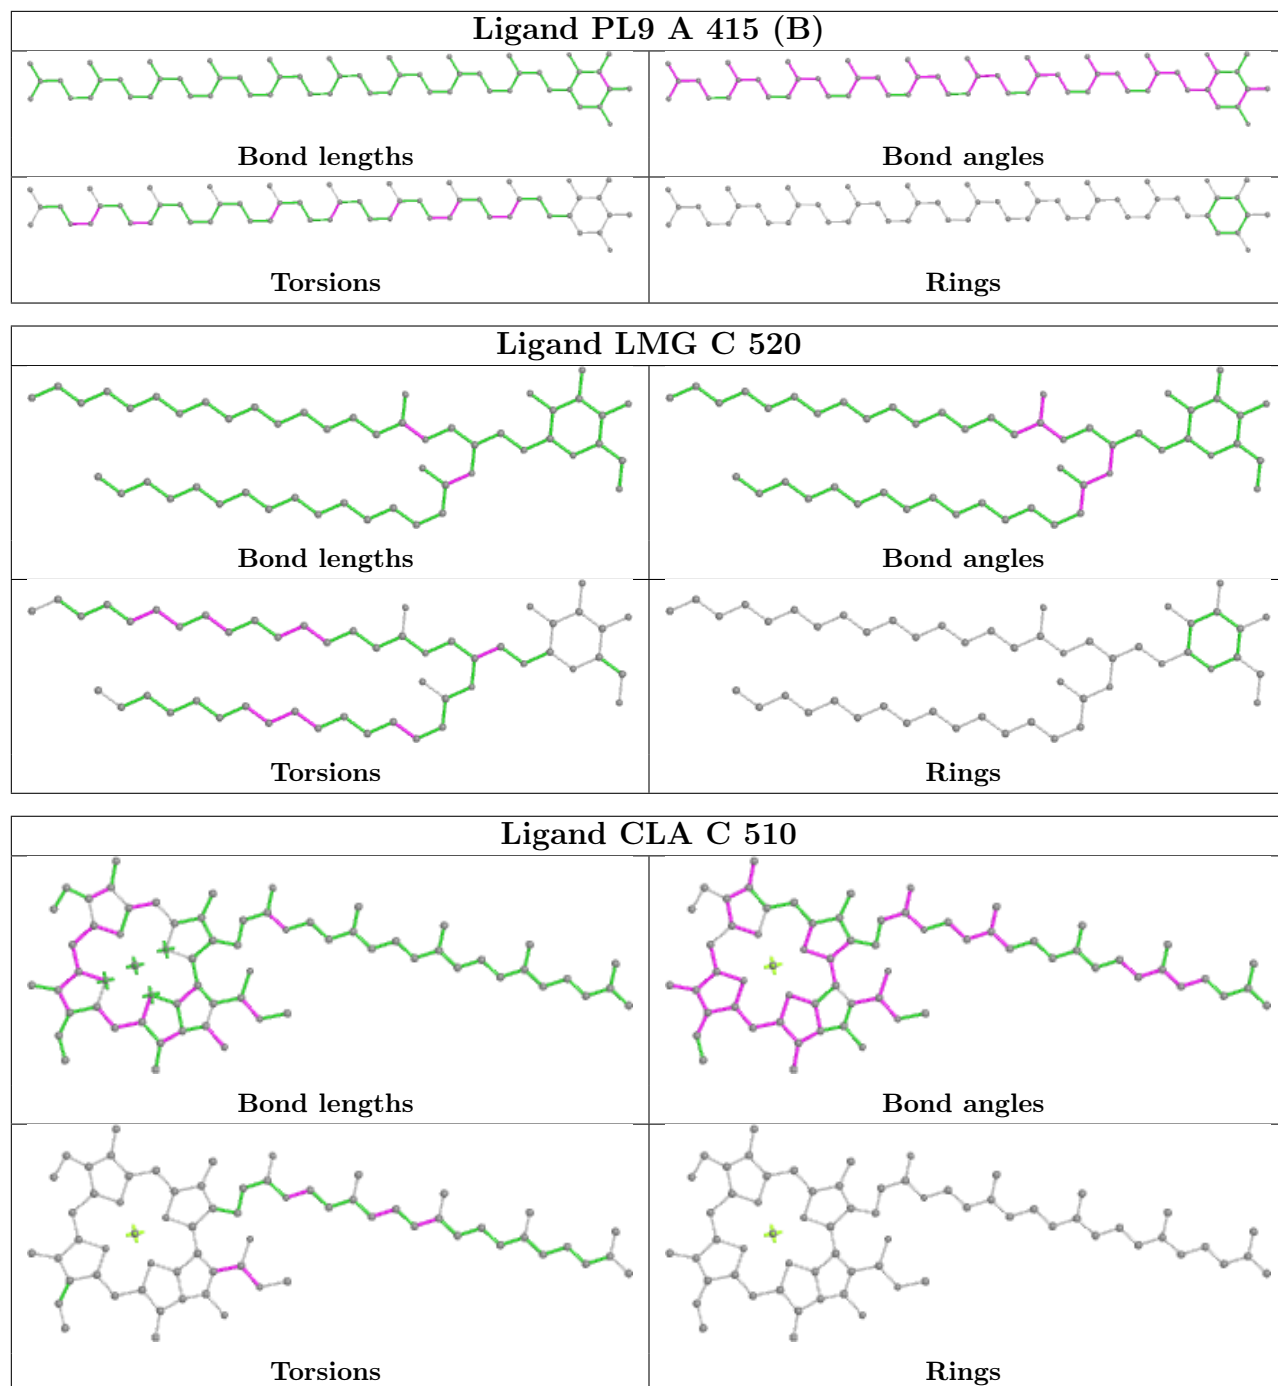 Ligand PL9 A 415 (B)
Bond lengths
Bond angles
Torsions
Rings
Ligand LMG C 520
Bond lengths
Bond angles
Torsions
Rings
Ligand CLA C 510
Bond lengths
Bond angles
Torsions
Rings